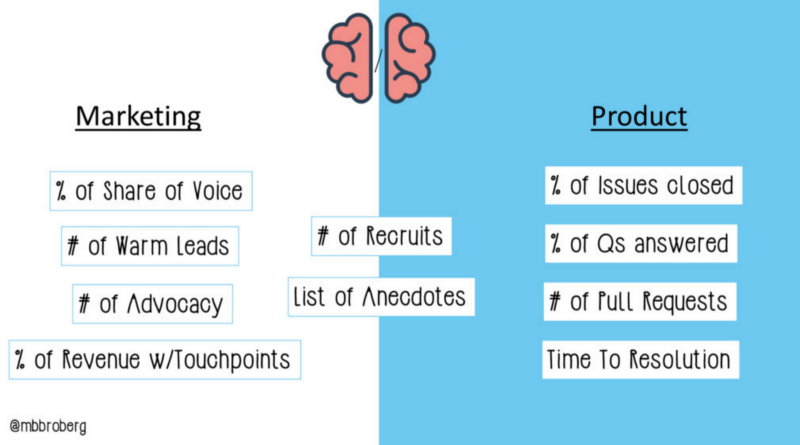 Marketing
% of Share of Voice
# of Warm Leads
# of Advocacy
% of Revenue w/Touchpoints
/
# of Recruits
List of Anecdotes
Product
% of Issues closed
% of Qs answered
# of Pull Requests
Time To Resolution
@mbbroberg